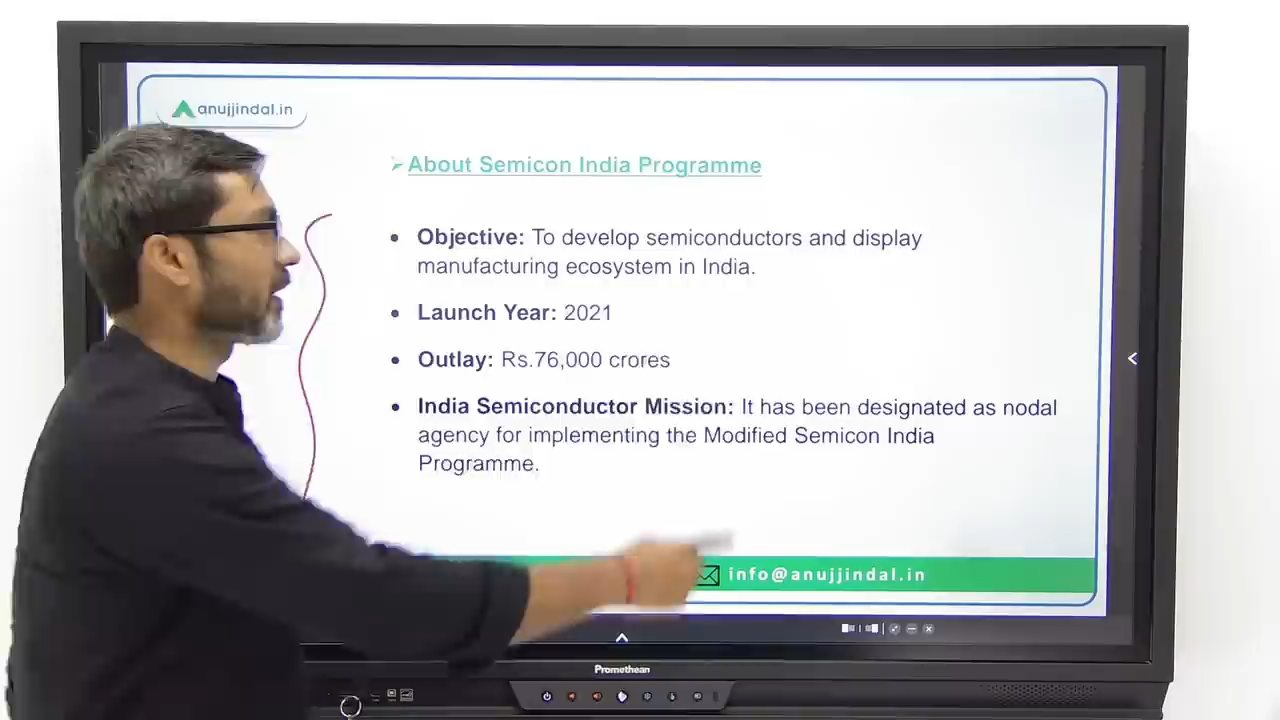 anujjindal.in
About Semicon India Programme
Objective: To develop semiconductors and display
manufacturing ecosystem in India.
Launch Year: 2021
Outlay: Rs.76,000 crores
India Semiconductor Mission: It has been designated as nodal
agency for implementing the Modified Semicon India
Programme.
info@anujjindal.in
Promethean